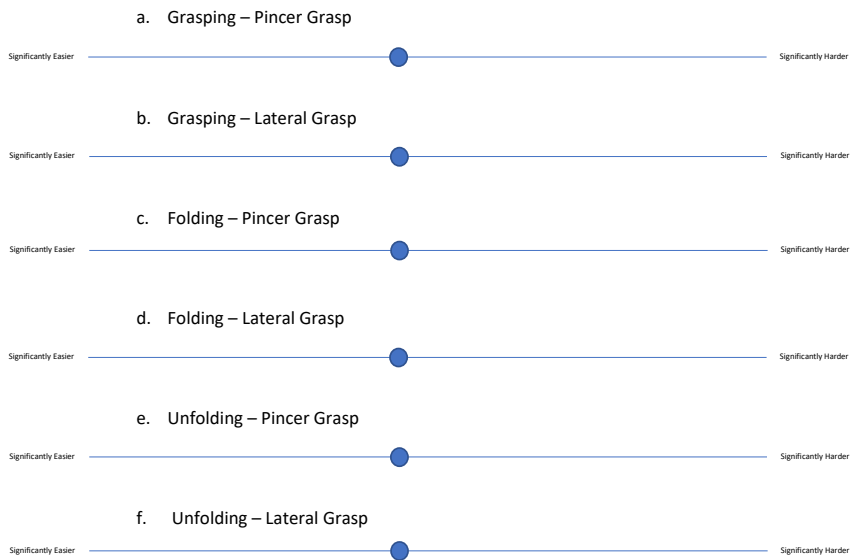 a. Grasping – Pincer Grasp
Significantly Easier Significantly Harder
b. Grasping – Lateral Grasp
Significantly Easier Significantly Harder
c. Folding – Pincer Grasp
Significantly Easier Significantly Harder
d. Folding – Lateral Grasp
Significantly Easier Significantly Harder
e. Unfolding – Pincer Grasp
Significantly Easier Significantly Harder
f. Unfolding – Lateral Grasp
Significantly Easier Significantly Harder